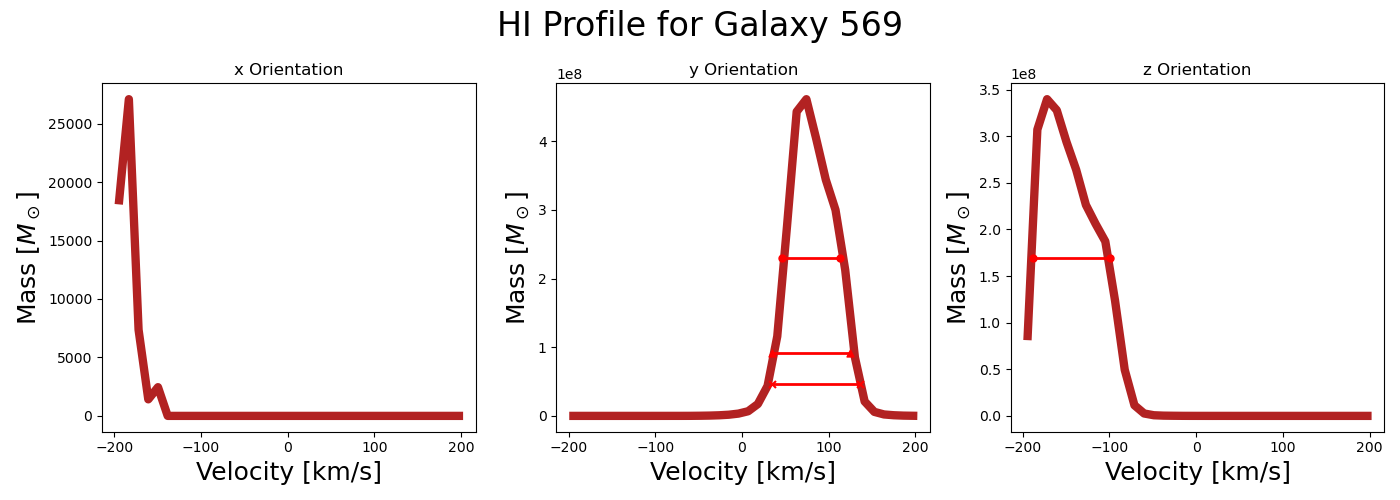 HI Profile for Galaxy 569
x Orientation
25000
20000
15000
10000
5000
0
−200
−100
0
100
200
Mass [M_⊙]
Velocity [km/s]
y Orientation
1e8
4
3
2
1
0
−200
−100
0
100
200
Mass [M_⊙]
Velocity [km/s]
z Orientation
1e8
3.5
3.0
2.5
2.0
1.5
1.0
0.5
0.0
−200
−100
0
100
200
Mass [M_⊙]
Velocity [km/s]